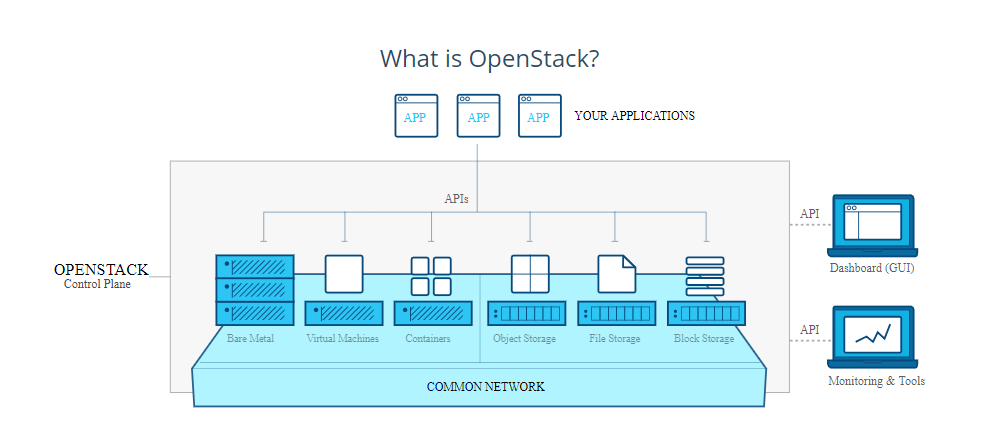 What is OpenStack?
APP APP APP YOUR APPLICATIONS
APIs
API
OPENSTACK
Control Plane
Dashboard (GUI)
API
Bare Metal Virtual Machines Containers Object Storage File Storage Block Storage
Monitoring & Tools
COMMON NETWORK